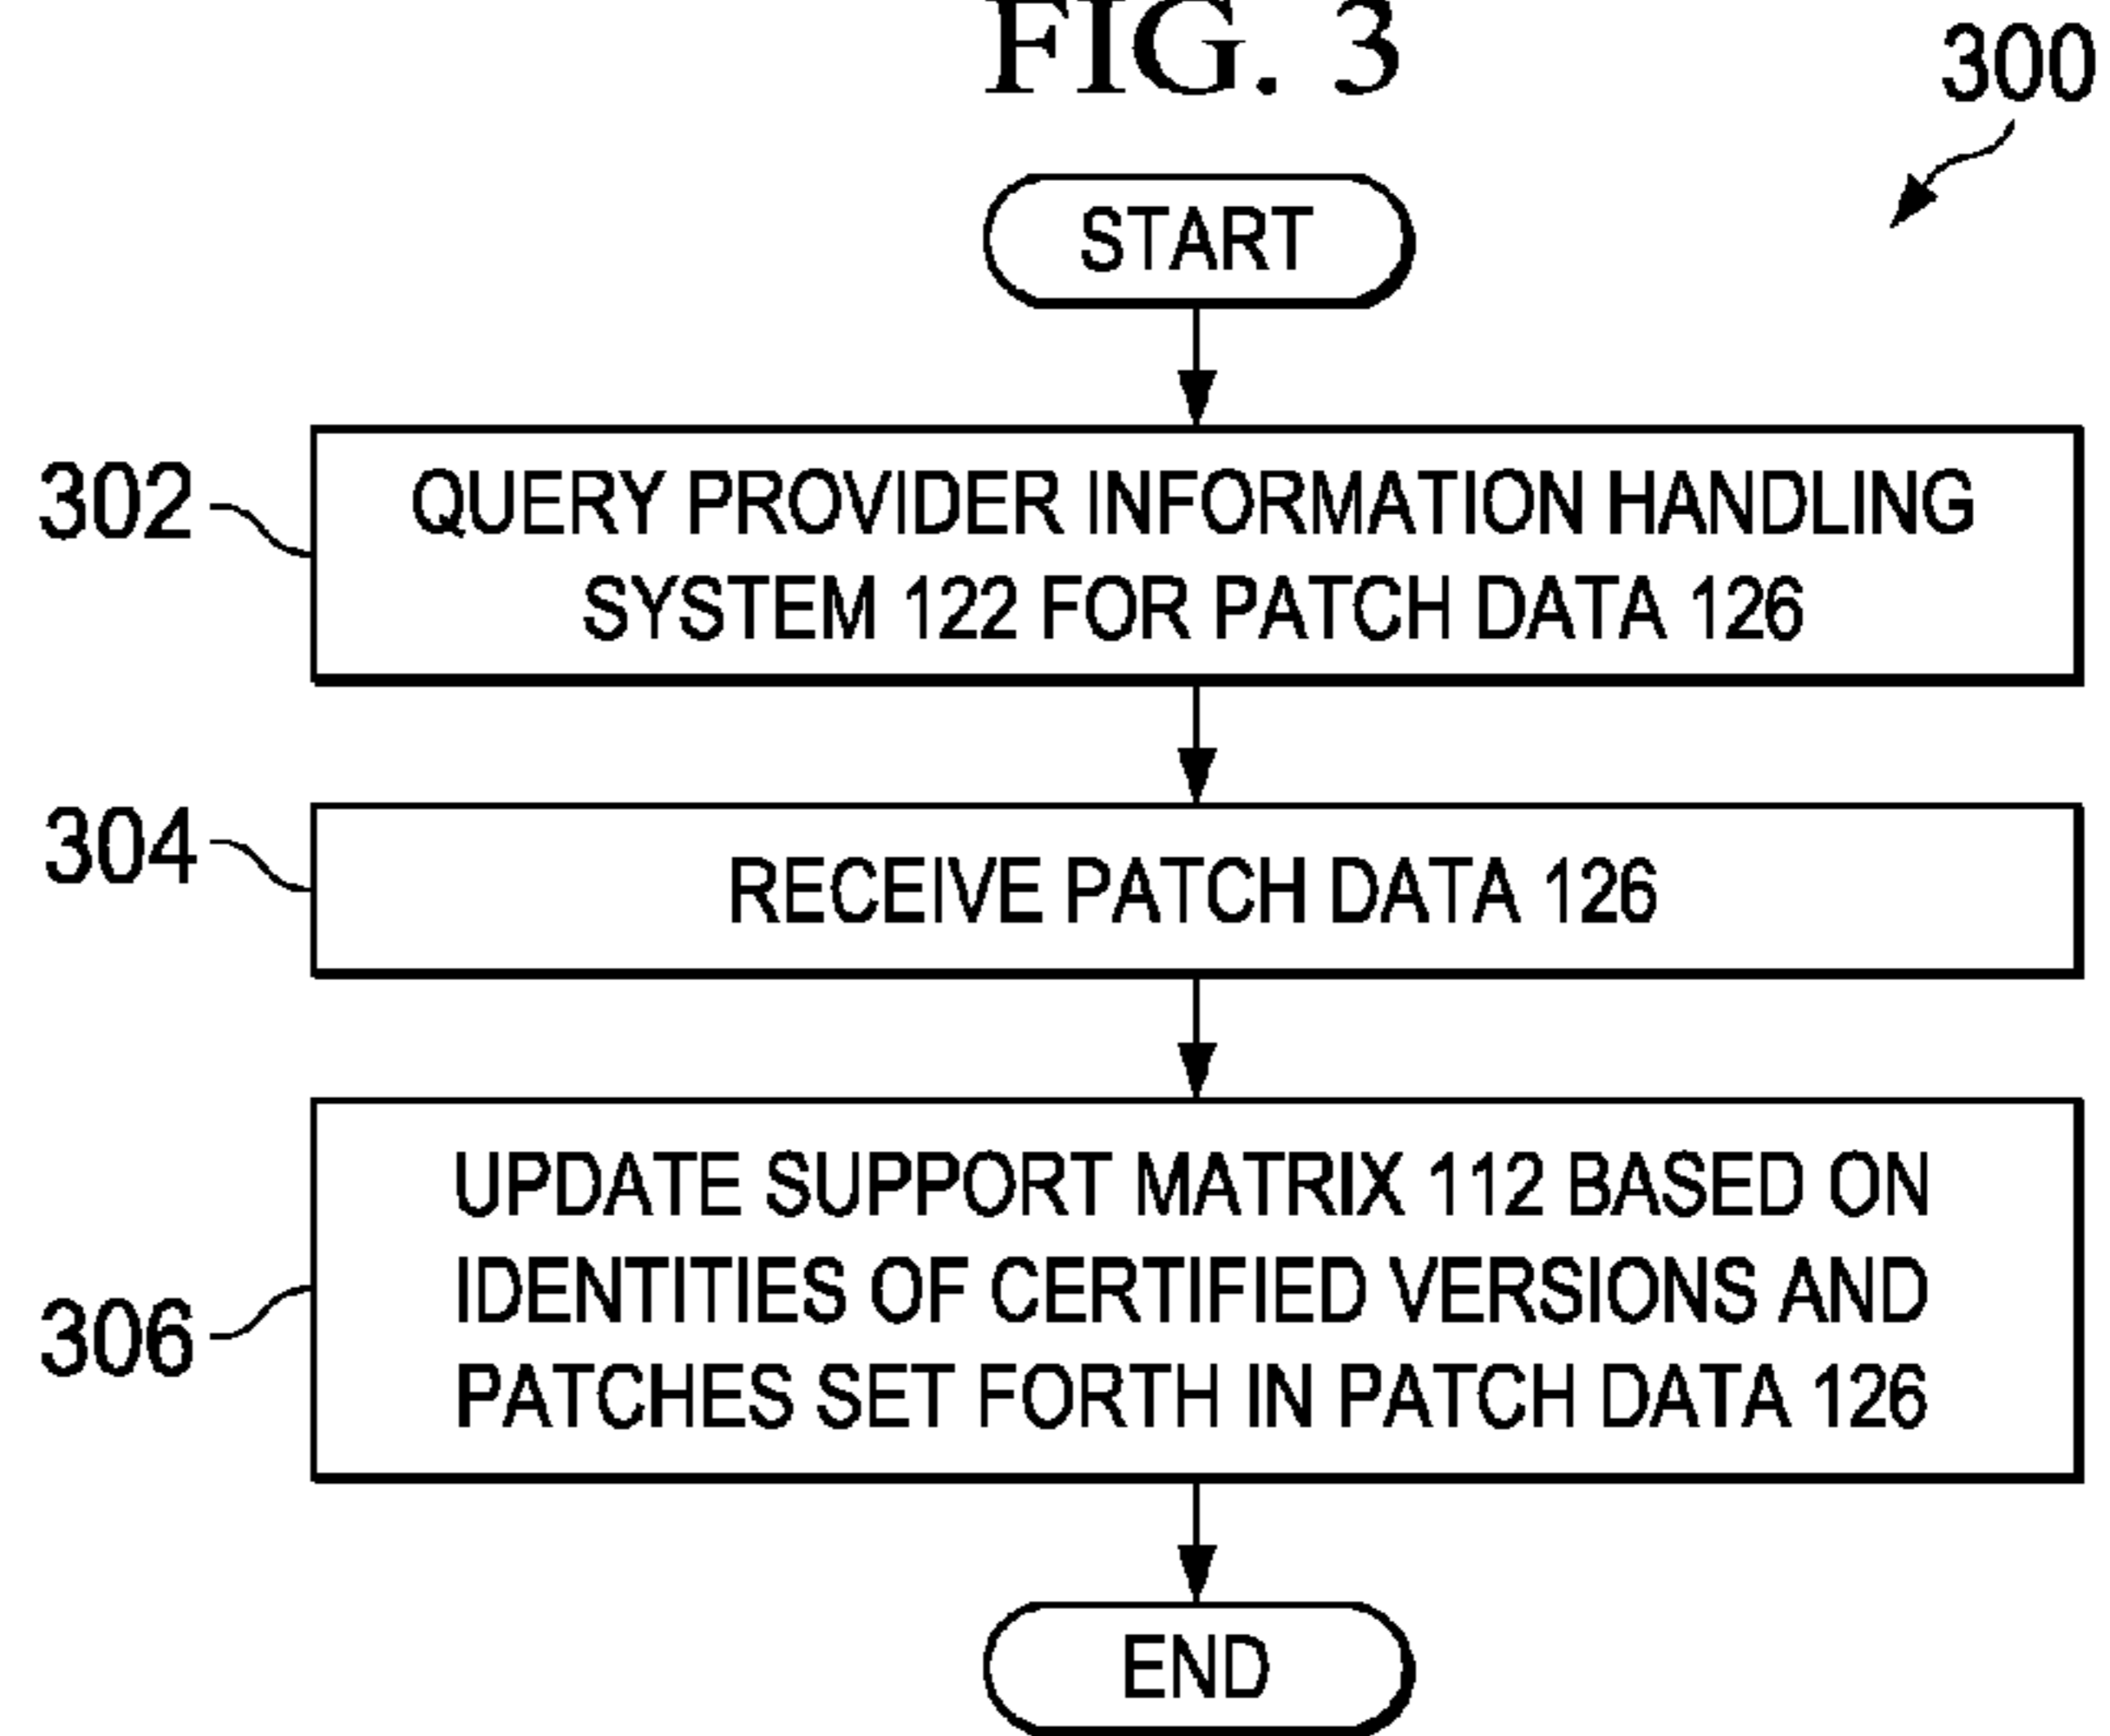 FIG. 3
300
START
302
QUERY PROVIDER INFORMATION HANDLING
SYSTEM 122 FOR PATCH DATA 126
304
RECEIVE PATCH DATA 126
306
UPDATE SUPPORT MATRIX 112 BASED ON
IDENTITIES OF CERTIFIED VERSIONS AND
PATCHES SET FORTH IN PATCH DATA 126
END